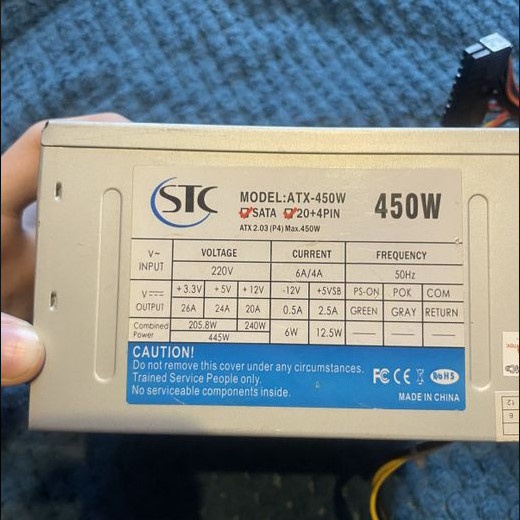 STC
MODEL:ATX-450W
SATA 20+4PIN
ATX 2.03 (P4) Max.450W
450W
V~ INPUT VOLTAGE CURRENT FREQUENCY
220V 6A/4A 50Hz
V⎓ OUTPUT +3.3V +5V +12V -12V +5VSB PS-ON POK COM
26A 24A 20A 0.5A 2.5A GREEN GRAY RETURN
Combined Power 205.8W 240W 6W 12.5W —— —— ——
445W
CAUTION!
Do not remove this cover under any circumstances.
Trained Service People only.
No serviceable components inside.
FC CE RoHS
MADE IN CHINA